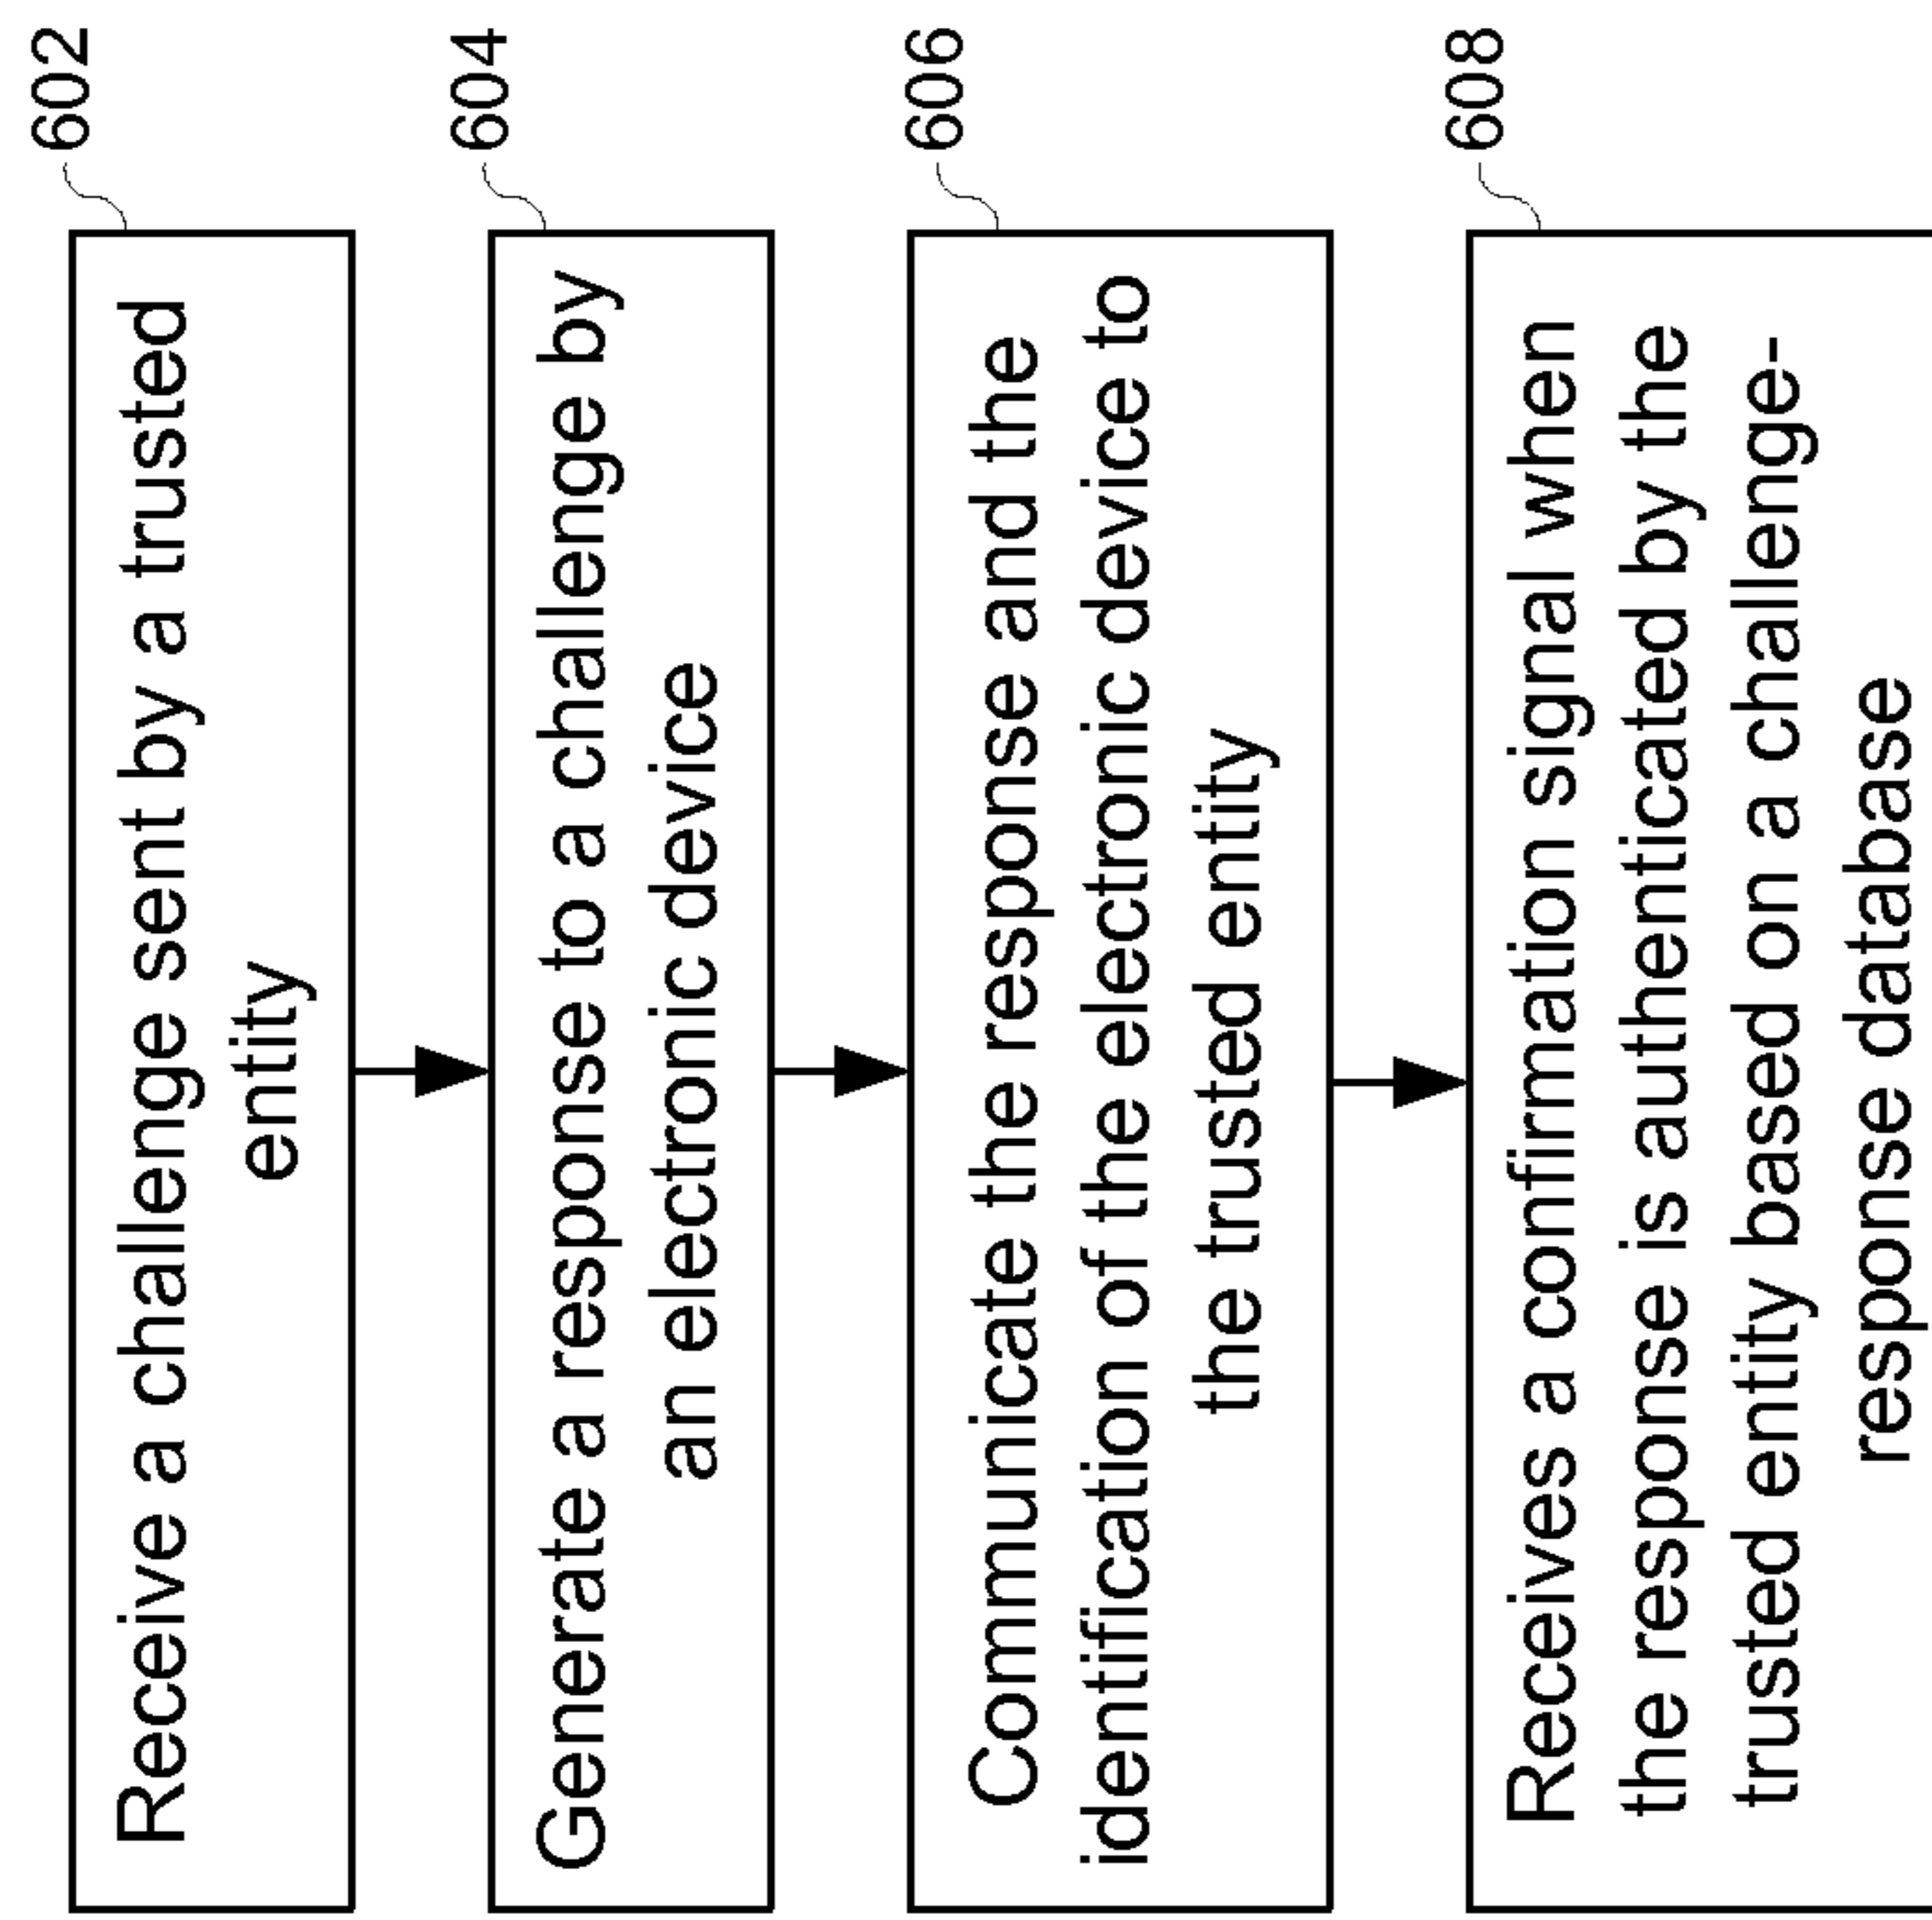 602
Receive a challenge sent by a trusted
entity
604
Generate a response to a challenge by
an electronic device
606
Communicate the response and the
identification of the electronic device to
the trusted entity
608
Receives a confirmation signal when
the response is authenticated by the
trusted entity based on a challenge-
response database